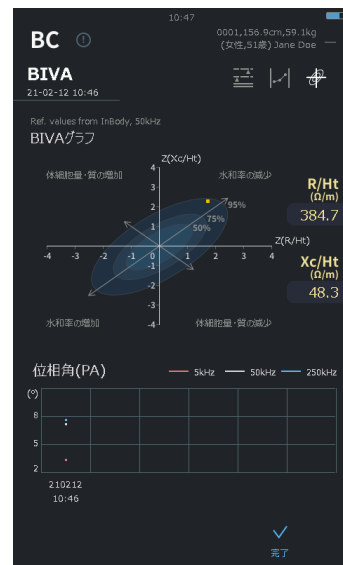 10:47
BC
0001,156.9cm,59.1kg
(女性,51歳) Jane Doe
BIVA
21-02-12 10:46
Ref. values from InBody, 50kHz
BIVAグラフ
Z(Xc/Ht)
体細胞量・質の増加
水和率の減少
R/Ht
(Ω/m)
384.7
4
3
2
1
95%
75%
50%
Z(R/Ht)
-4 -3 -2 -1 0 1 2 3 4
-1
-2
-3
-4
Xc/Ht
(Ω/m)
48.3
水和率の増加
体細胞量・質の減少
位相角(PA)
5kHz 50kHz 250kHz
(º)
8
5
2
210212
10:46
完了